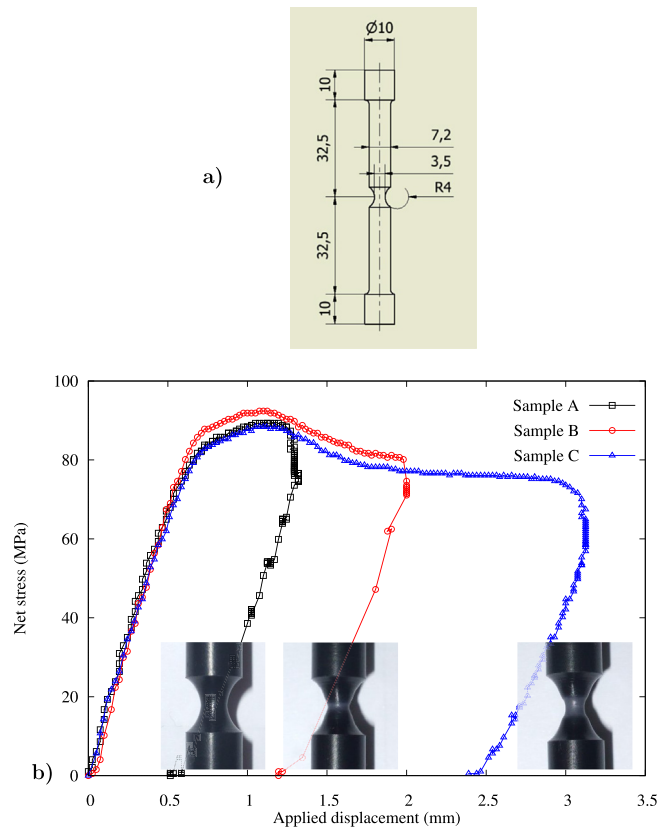 Ø10
10
32,5
7,2
3,5
R4
32,5
10
a)
100
80
60
40
20
0
Net stress (MPa)
Sample A
Sample B
Sample C
b)
0
0.5
1
1.5
2
2.5
3
3.5
Applied displacement (mm)